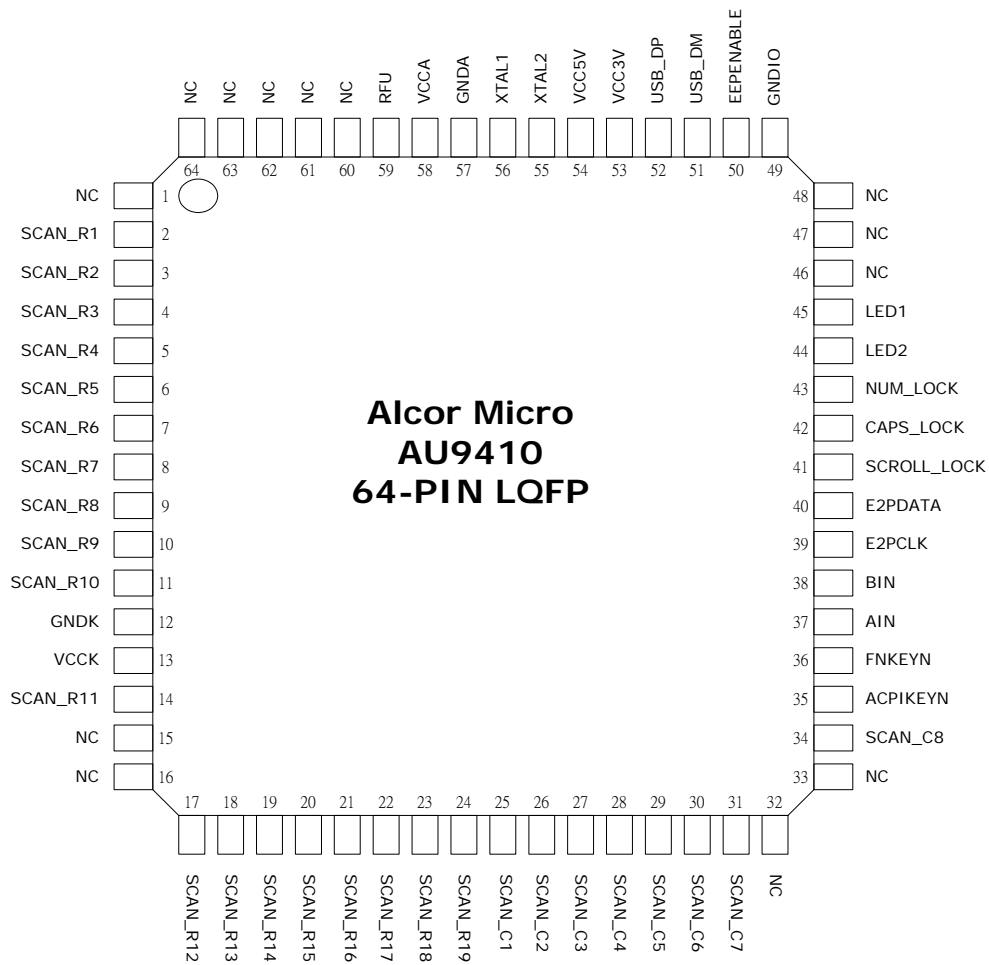 NC
NC
NC
NC
NC
RFU
VCCA
GNDA
XTAL1
XTAL2
VCC5V
VCC3V
USB_DP
USB_DM
EEPENABLE
GNDIO
64 63 62 61 60 59 58 57 56 55 54 53 52 51 50 49
NC 1 48 NC
SCAN_R1 2 47 NC
SCAN_R2 3 46 NC
SCAN_R3 4 45 LED1
SCAN_R4 5 44 LED2
SCAN_R5 6 43 NUM_LOCK
SCAN_R6 7 42 CAPS_LOCK
SCAN_R7 8 41 SCROLL_LOCK
SCAN_R8 9 40 E2PDATA
SCAN_R9 10 39 E2PCLK
SCAN_R10 11 38 BIN
GNDK 12 37 AIN
VCCK 13 36 FNKEYN
SCAN_R11 14 35 ACPIKEYN
NC 15 34 SCAN_C8
NC 16 33 NC
Alcor Micro
AU9410
64-PIN LQFP
17 18 19 20 21 22 23 24 25 26 27 28 29 30 31 32
SCAN_R12
SCAN_R13
SCAN_R14
SCAN_R15
SCAN_R16
SCAN_R17
SCAN_R18
SCAN_R19
SCAN_C1
SCAN_C2
SCAN_C3
SCAN_C4
SCAN_C5
SCAN_C6
SCAN_C7
NC